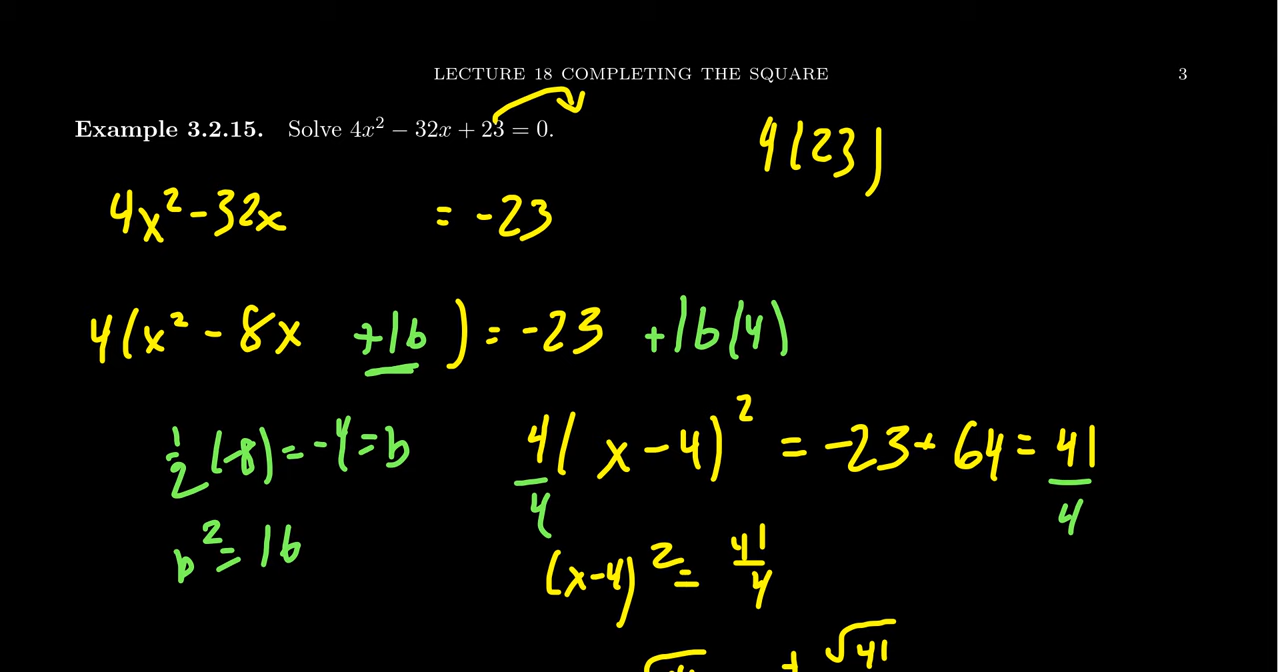 LECTURE 18 COMPLETING THE SQUARE 3
Example 3.2.15. Solve 4x² − 32x + 23 = 0.
4(23)
4x² - 32x = -23
4(x² - 8x +16) = -23 +16(4)
1/2 (-8) = -4 = b
4(x - 4)² / 4 = -23 + 64 = 41 / 4
b² = 16
(x-4)² = 41/4
√41